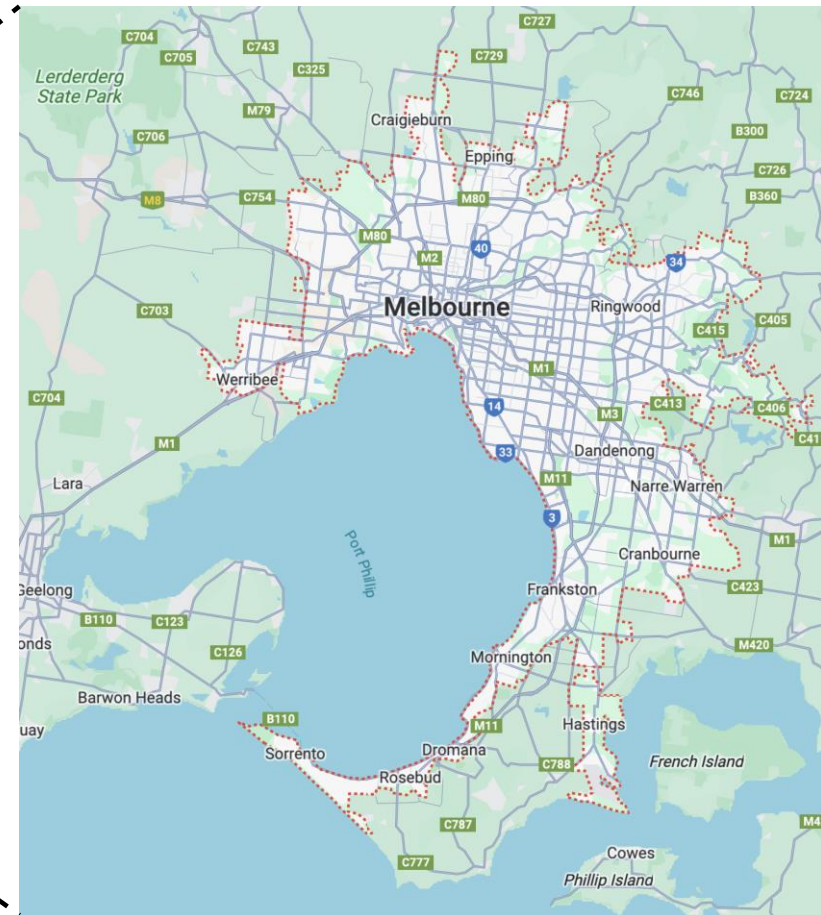 C727
C704
C743
C729
C705
C325
Lerderderg
State Park
C746
C724
M79
Craigieburn
C706
B300
Epping
C726
M8
C754
M80
B360
M80
40
M2
34
Melbourne
Ringwood
C703
C405
C415
M1
Werribee
C704
14
C413
C406
M3
M1
33
Dandenong
C41
Lara
M11
Narre Warren
3
Port Phillip
M1
Cranbourne
Geelong
Frankston
C423
B110
C123
onds
C126
M420
Mornington
Barwon Heads
B110
M11
Hastings
uay
Sorrento
Dromana
French Island
C788
Rosebud
C787
M4
C777
Cowes
Phillip Island